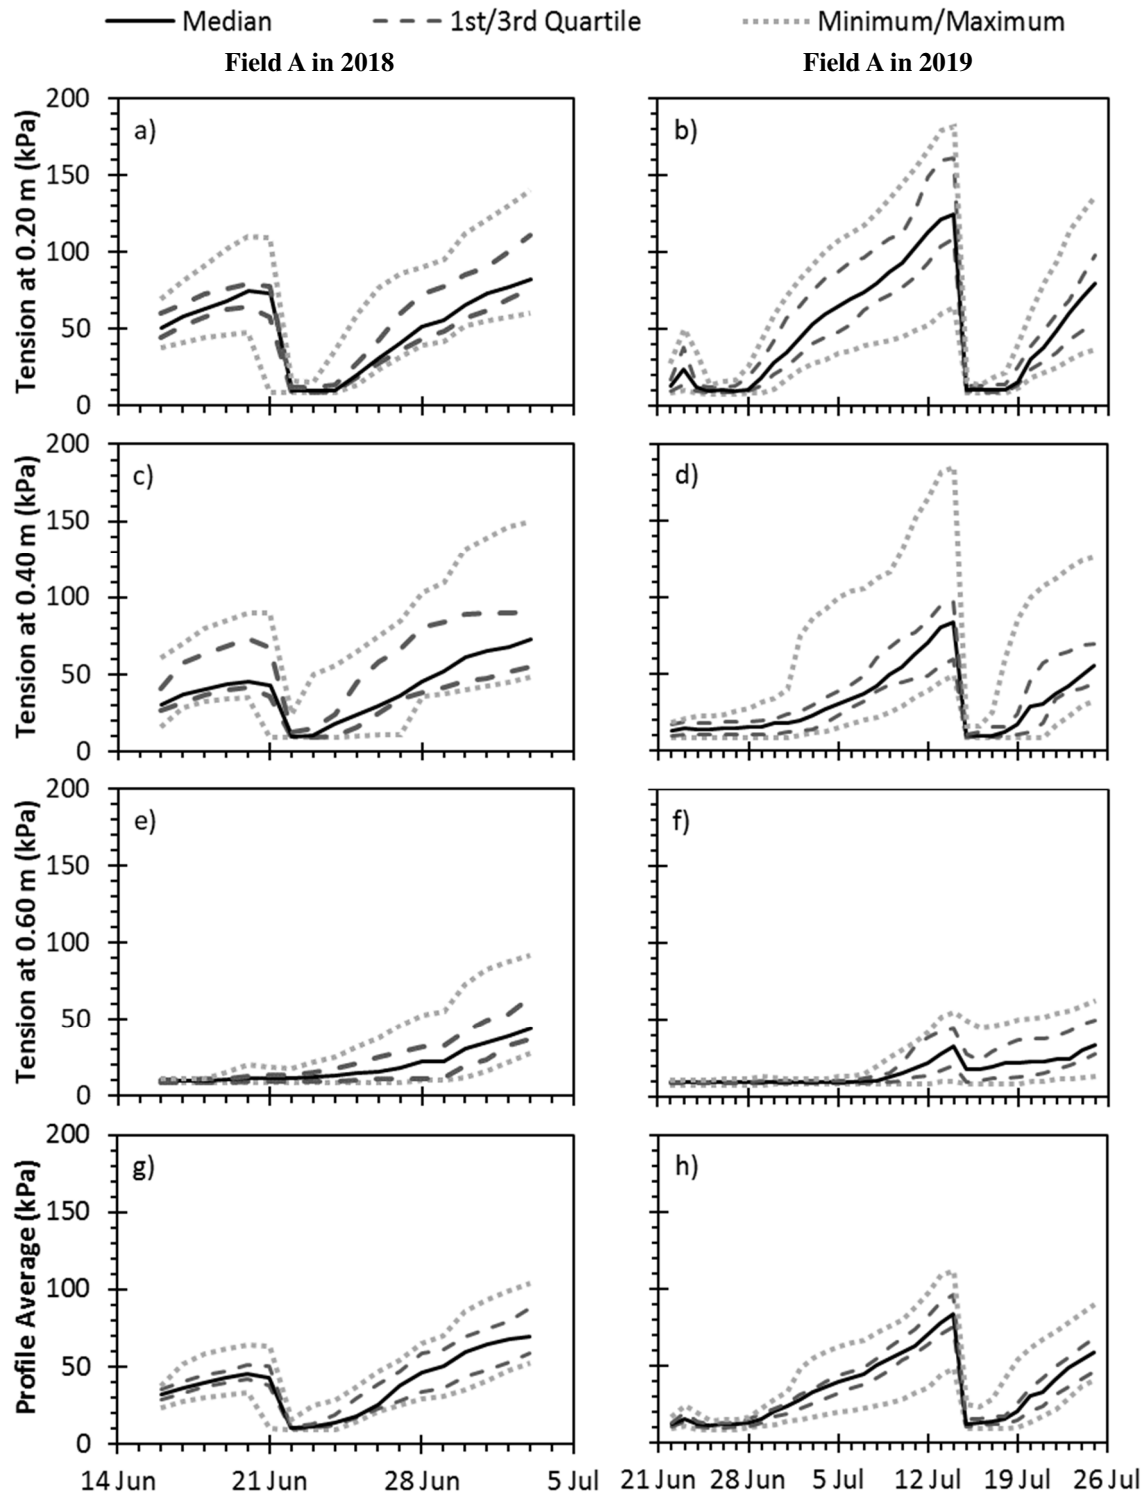 Median 1st/3rd Quartile Minimum/Maximum
Field A in 2018 Field A in 2019
Tension at 0.20 m (kPa)
200
150
100
50
0
a)
b)
Tension at 0.40 m (kPa)
200
150
100
50
0
c)
d)
Tension at 0.60 m (kPa)
200
150
100
50
0
e)
f)
Profile Average (kPa)
200
150
100
50
0
g)
h)
14 Jun 21 Jun 28 Jun 5 Jul 21 Jun 28 Jun 5 Jul 12 Jul 19 Jul 26 Jul